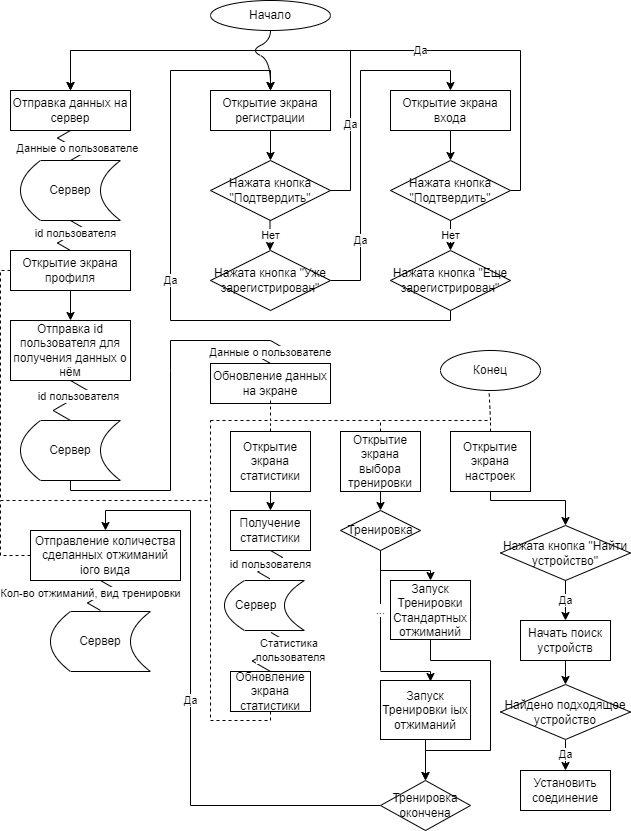 Начало
Да
Отправка данных на
сервер
Открытие экрана
регистрации
Открытие экрана
входа
Да
Данные о пользователе
Сервер
Нажата кнопка
"Подтвердить"
Нажата кнопка
"Подтвердить"
id пользователя
Нет
Нет
Да
Открытие экрана
профиля
Да
Нажата кнопка "Уже
зарегистрирован"
Нажата кнопка "Еще
зарегистрирован"
Отправка id
пользователя для
получения данных о
нём
Данные о пользователе
id пользователя
Обновление данных
на экране
Конец
Сервер
Открытие
экрана
статистики
Открытие
экрана
выбора
тренировки
Открытие
экрана
настроек
Отправление количества
сделанных отжиманий
iого вида
Получение
статистики
Тренировка
Нажата кнопка "Найти
устройство"
id пользователя
Кол-во отжиманий, вид тренировки
Запуск
Тренировки
Стандартных
отжиманий
Да
Сервер
...
Сервер
Начать поиск
устройств
Статистика
пользователя
Обновление
экрана
статистики
Да
Запуск
Тренировки iых
отжиманий
Найдено подходящее
устройство
Да
Тренировка
окончена
Установить
соединение